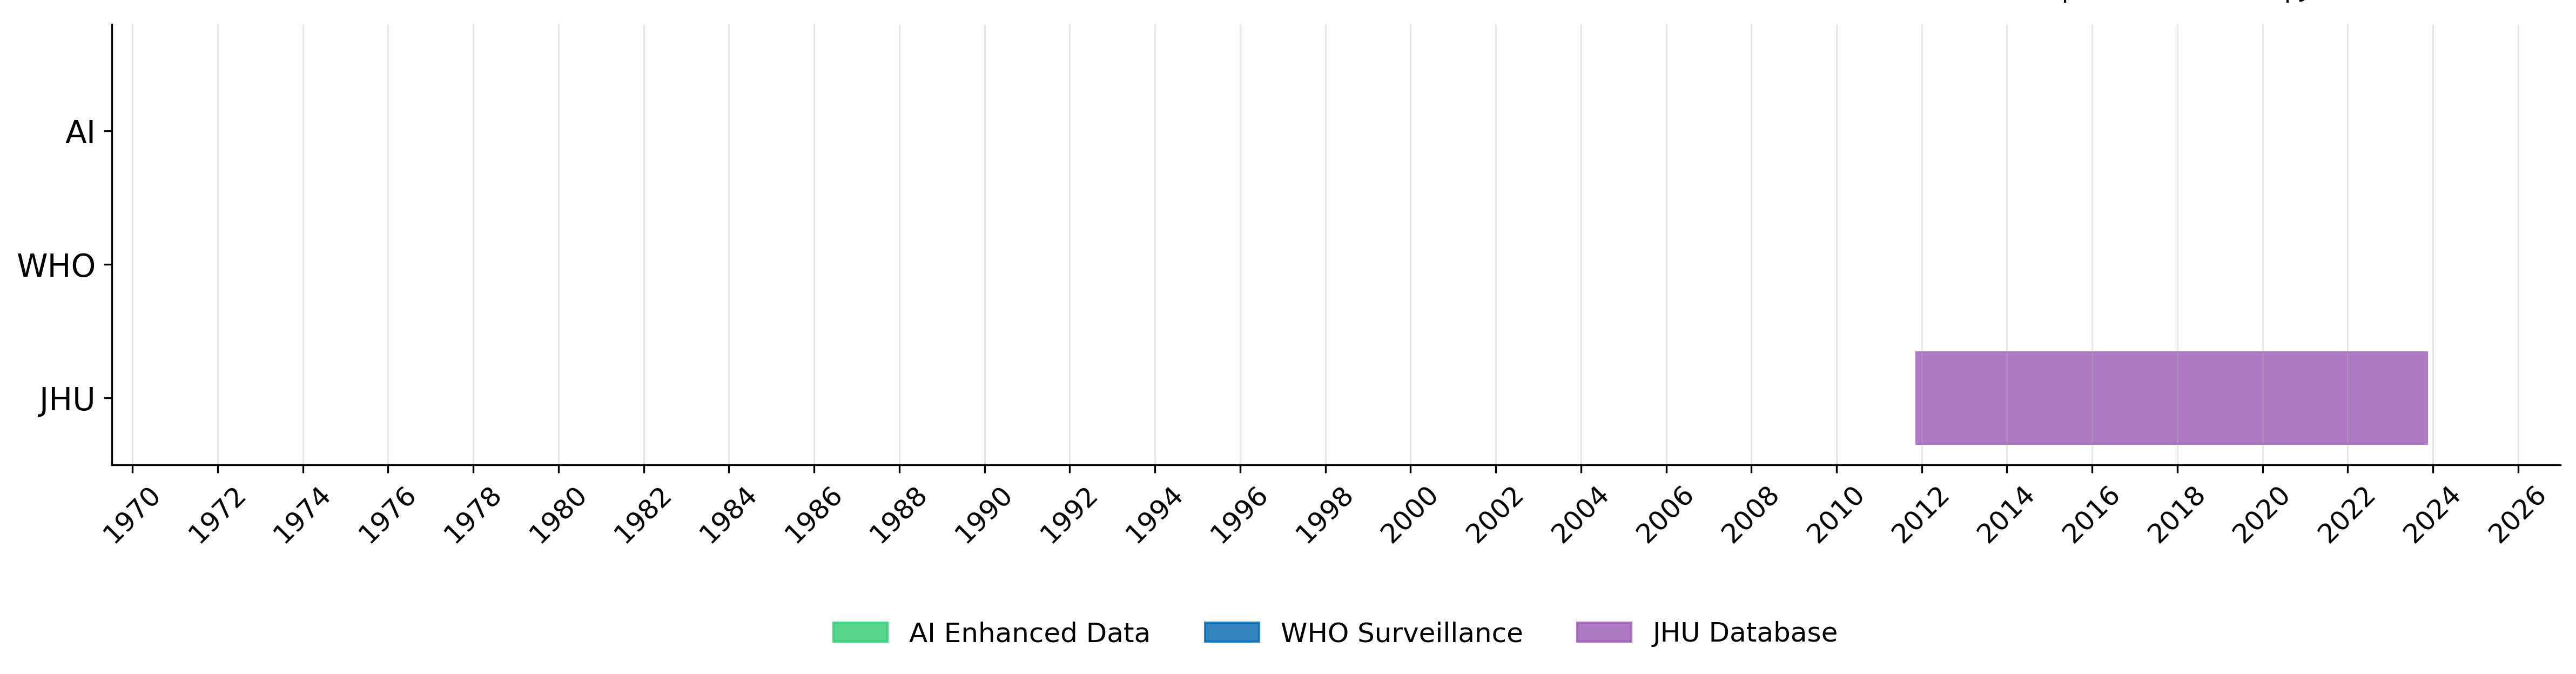 AI
WHO
JHU
1970 1972 1974 1976 1978 1980 1982 1984 1986 1988 1990 1992 1994 1996 1998 2000 2002 2004 2006 2008 2010 2012 2014 2016 2018 2020 2022 2024 2026
AI Enhanced Data WHO Surveillance JHU Database